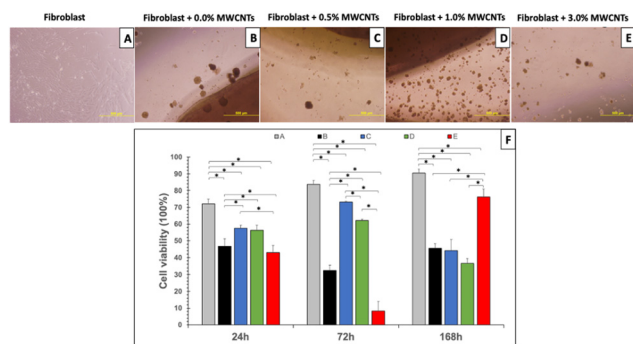 Fibroblast
Fibroblast + 0.0% MWCNTs
Fibroblast + 0.5% MWCNTs
Fibroblast + 1.0% MWCNTs
Fibroblast + 3.0% MWCNTs
A
B
C
D
E
F
A
B
C
D
E
Cell viability (100%)
100
90
80
70
60
50
40
30
20
10
0
* * * * * * * *
* * * * * * * *
* * * * * *
24h
72h
168h